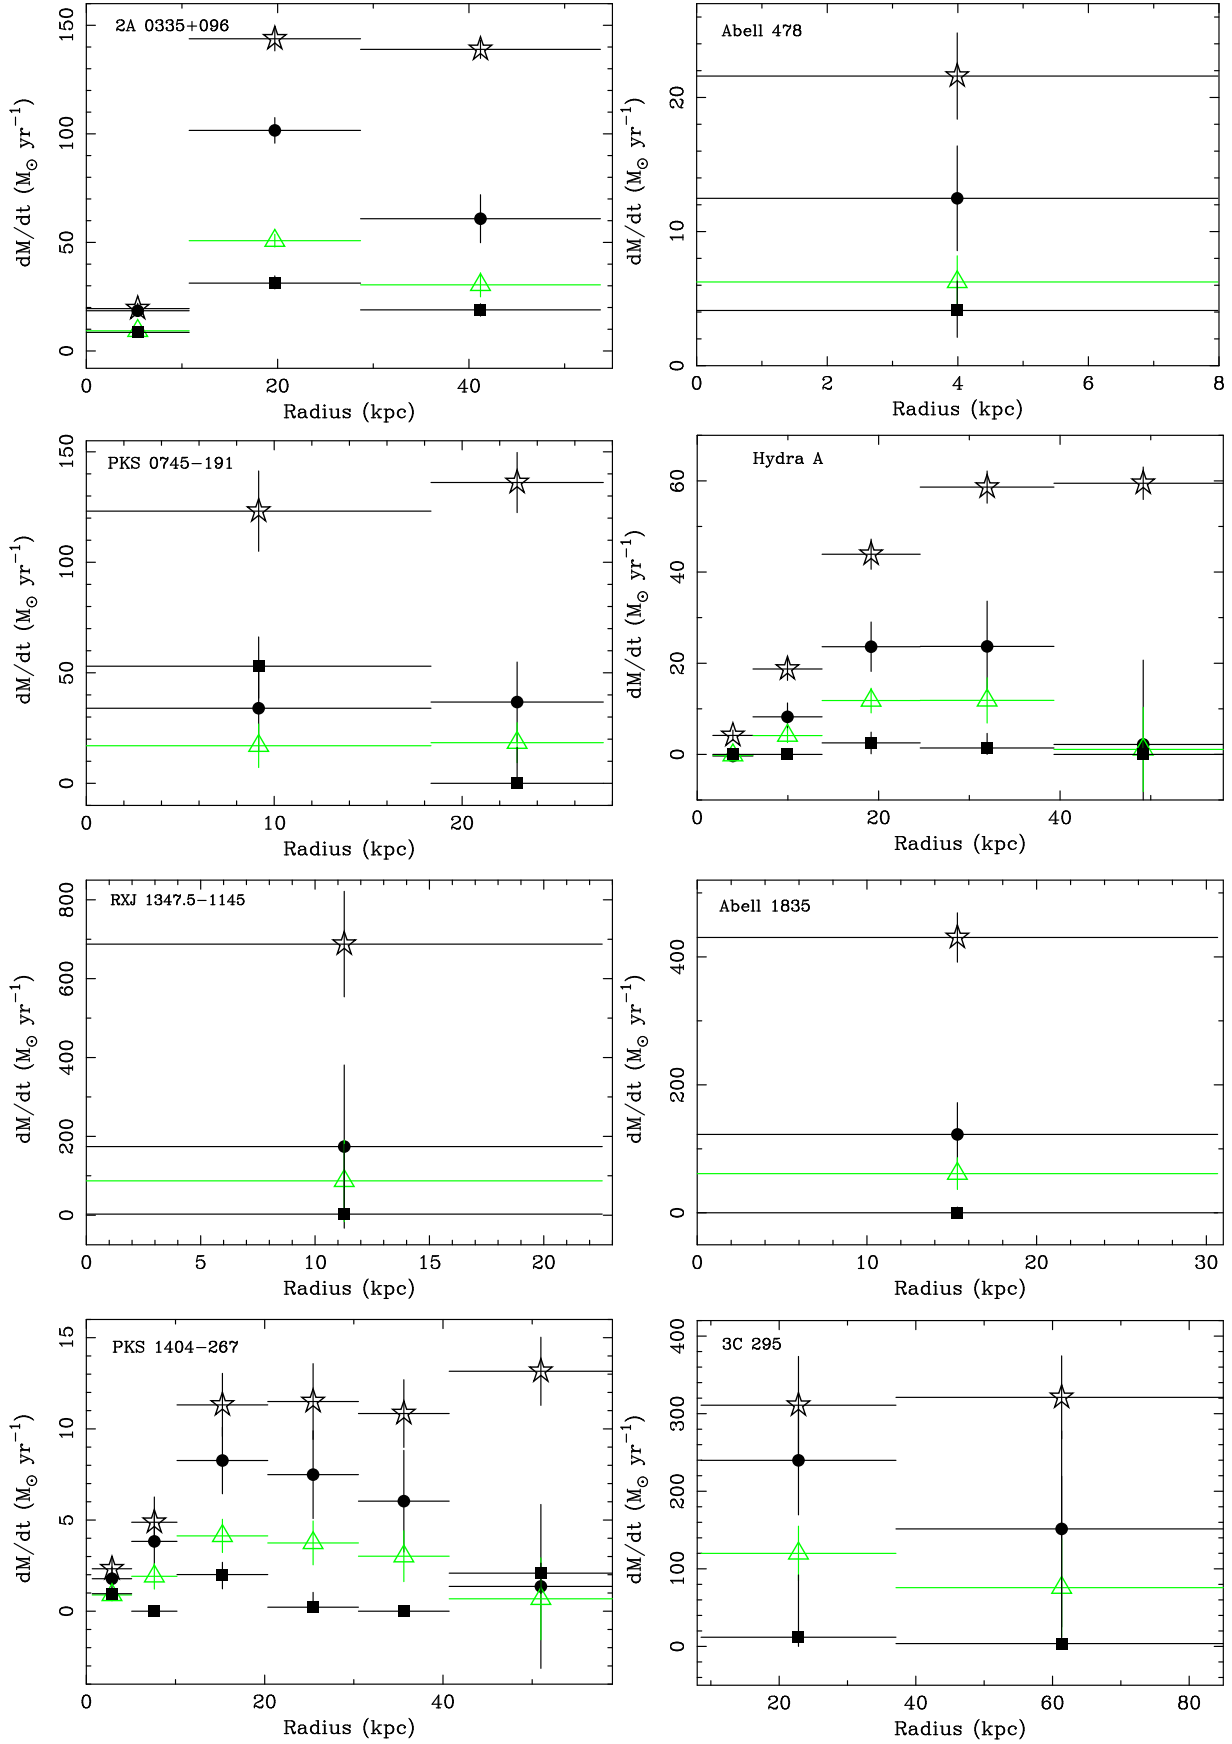 2A 0335+096
dM/dt (M⊙ yr−1)
0 50 100 150
0 20 40
Radius (kpc)
Abell 478
dM/dt (M⊙ yr−1)
0 10 20
0 2 4 6 8
Radius (kpc)
PKS 0745−191
dM/dt (M⊙ yr−1)
0 50 100 150
0 10 20
Radius (kpc)
Hydra A
dM/dt (M⊙ yr−1)
0 20 40 60
0 20 40
Radius (kpc)
RXJ 1347.5−1145
dM/dt (M⊙ yr−1)
0 200 400 600 800
0 5 10 15 20
Radius (kpc)
Abell 1835
dM/dt (M⊙ yr−1)
0 200 400
0 10 20 30
Radius (kpc)
PKS 1404−267
dM/dt (M⊙ yr−1)
0 5 10 15
0 20 40
Radius (kpc)
3C 295
dM/dt (M⊙ yr−1)
0 100 200 300 400
20 40 60 80
Radius (kpc)